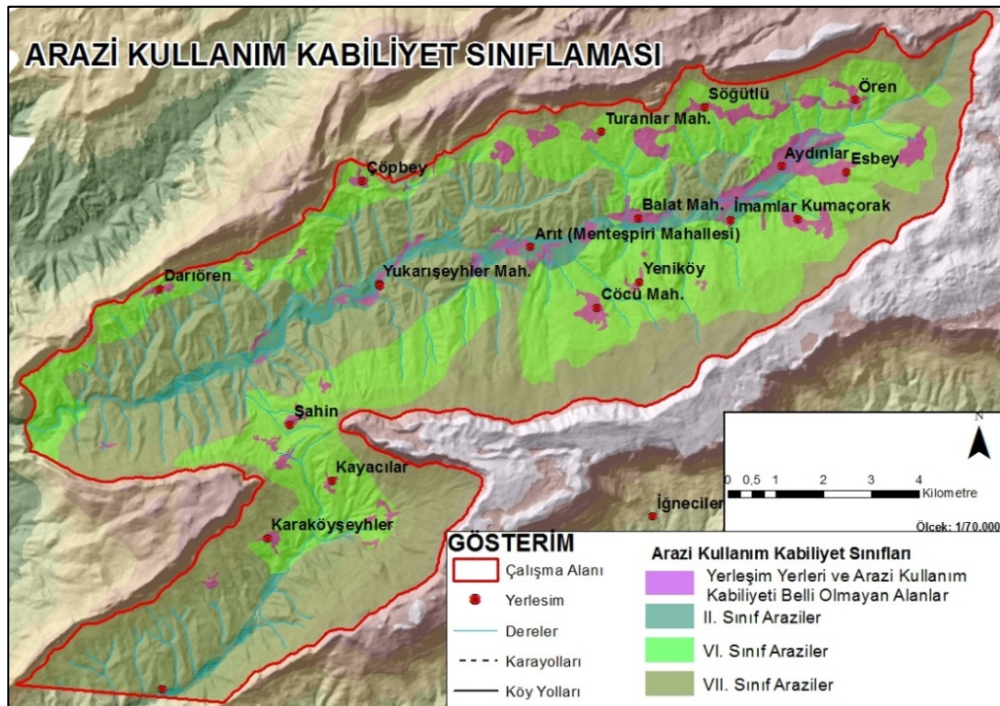 ARAZİ KULLANIM KABİLİYET SINIFLAMASI
Ören
Söğütlü
Turanlar Mah.
Aydınlar
Esbey
Çöpbey
Balat Mah.
İmamlar Kumaçorak
Arıt (Menteşpiri Mahallesi)
Yeniköy
Yukarışeyhler Mah.
Darıören
Cöcü Mah.
Şahin
Kayacılar
İğneciler
Karaköyşeyhler
N
0 0,5 1 2 3 4
Kilometre
Ölçek: 1/70.000
GÖSTERİM
Çalışma Alanı
Yerlesim
Dereler
Karayolları
Köy Yolları
Arazi Kullanım Kabiliyet Sınıfları
Yerleşim Yerleri ve Arazi Kullanım
Kabiliyeti Belli Olmayan Alanlar
II. Sınıf Araziler
VI. Sınıf Araziler
VII. Sınıf Araziler